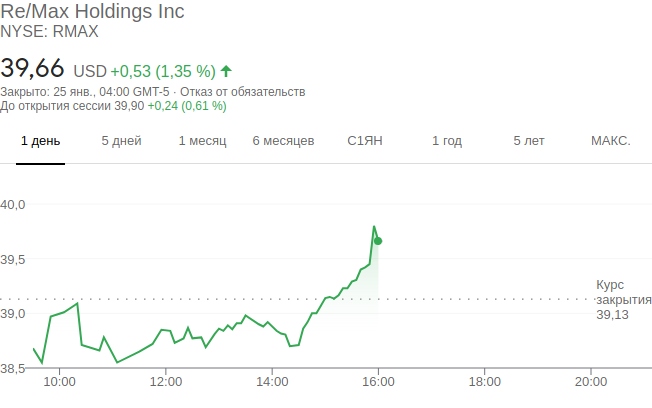 Re/Max Holdings Inc
NYSE: RMAX
39,66 USD +0,53 (1,35 %)
Закрыто: 25 янв., 04:00 GMT-5 · Отказ от обязательств
До открытия сессии 39,90 +0,24 (0,61 %)
1 день 5 дней 1 месяц 6 месяцев С1ЯН 1 год 5 лет МАКС.
40,0
39,5
Курс
закрытия
39,13
39,0
38,5
10:00 12:00 14:00 16:00 18:00 20:00